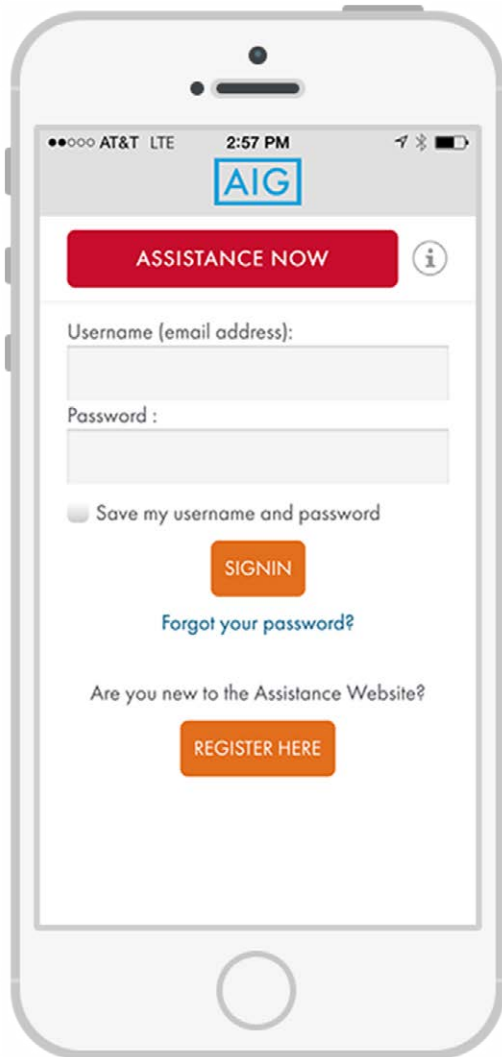 AT&T LTE 2:57 PM
AIG
ASSISTANCE NOW
i
Username (email address):
Password :
Save my username and password
SIGNIN
Forgot your password?
Are you new to the Assistance Website?
REGISTER HERE